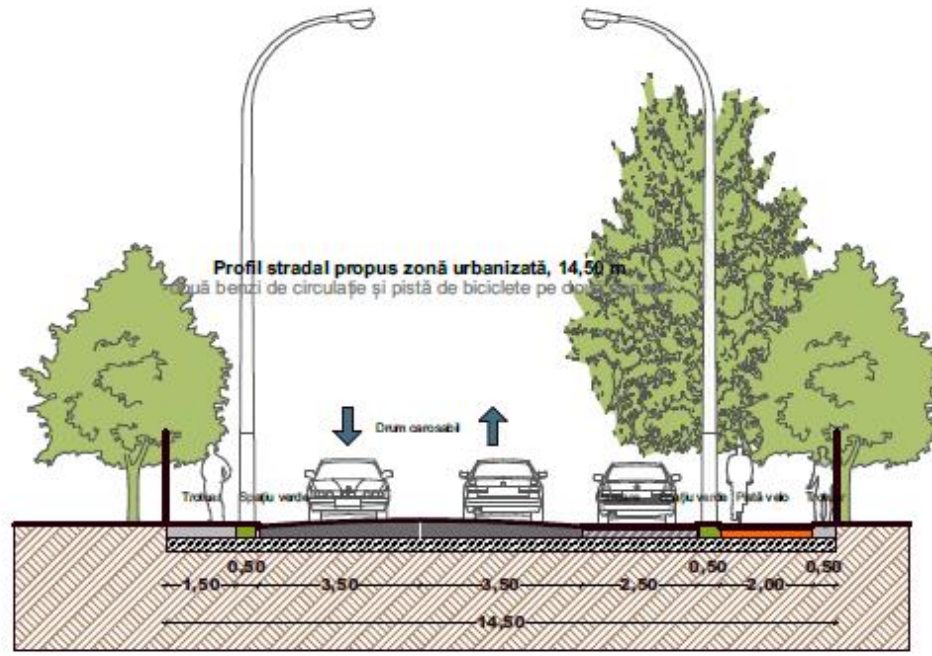 Profil stradal propus zonă urbanizată, 14,50 m
două benzi de circulație și pistă de biciclete pe două
Drum carosabil
Trotuar Spațiu verde Spațiu verde Pistă velo Trotuar
0,50 0,50 0,50
1,50 3,50 3,50 2,50 2,00
14,50